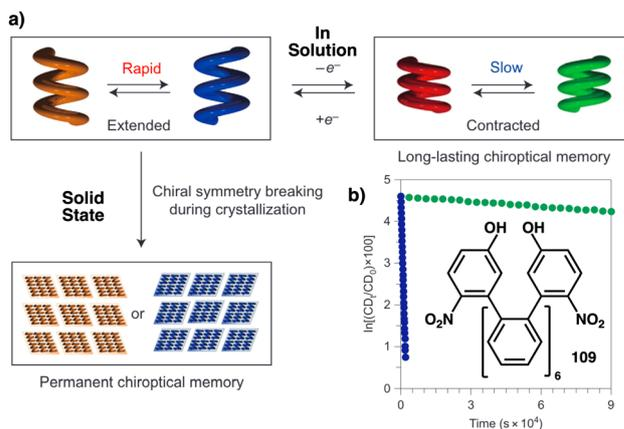 a)
In
Solution
Rapid
–e–
+e–
Slow
Extended
Contracted
Long-lasting chiroptical memory
Solid
State
Chiral symmetry breaking
during crystallization
or
Permanent chiroptical memory
b)
ln[(CDt/CD0)×100]
5
4
3
2
1
0
OH
OH
O2N
NO2
6
109
0
3
6
9
Time (s × 10⁴)